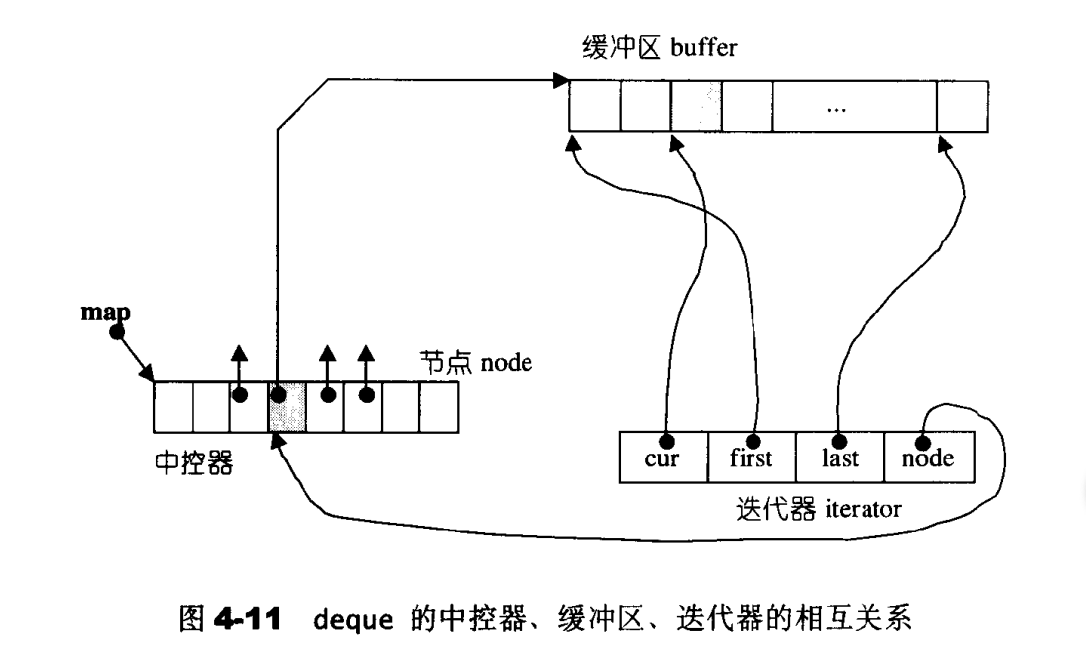 缓冲区 buffer
...
map
节点 node
中控器
cur first last node
迭代器 iterator
图 4-11 deque 的中控器、缓冲区、迭代器的相互关系